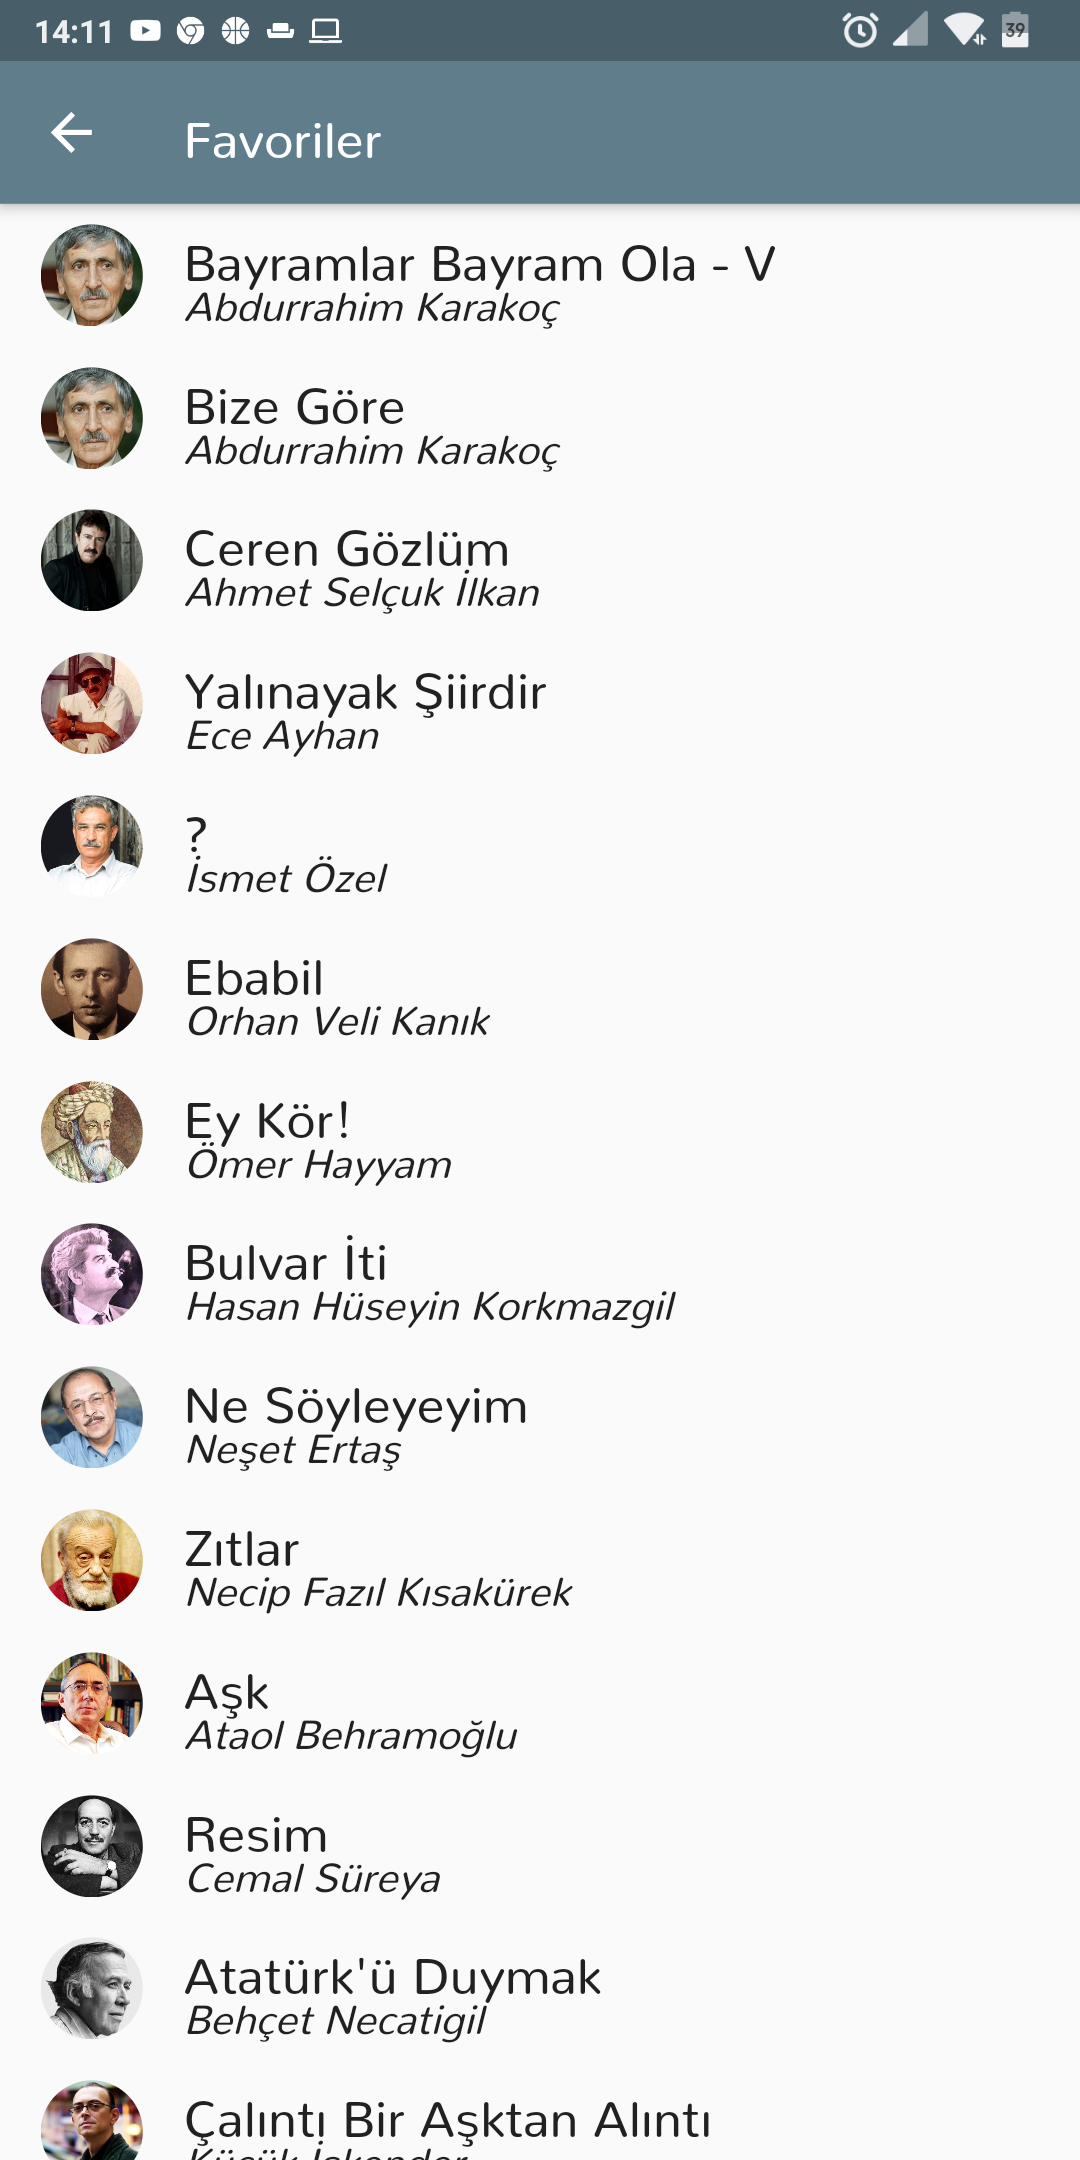 14:11
39
Favoriler
Bayramlar Bayram Ola - V
Abdurrahim Karakoç
Bize Göre
Abdurrahim Karakoç
Ceren Gözlüm
Ahmet Selçuk İlkan
Yalınayak Şiirdir
Ece Ayhan
?
İsmet Özel
Ebabil
Orhan Veli Kanık
Ey Kör!
Ömer Hayyam
Bulvar İti
Hasan Hüseyin Korkmazgil
Ne Söyleyeyim
Neşet Ertaş
Zıtlar
Necip Fazıl Kısakürek
Aşk
Ataol Behramoğlu
Resim
Cemal Süreya
Atatürk'ü Duymak
Behçet Necatigil
Çalıntı Bir Aşktan Alıntı
Küçük İskender